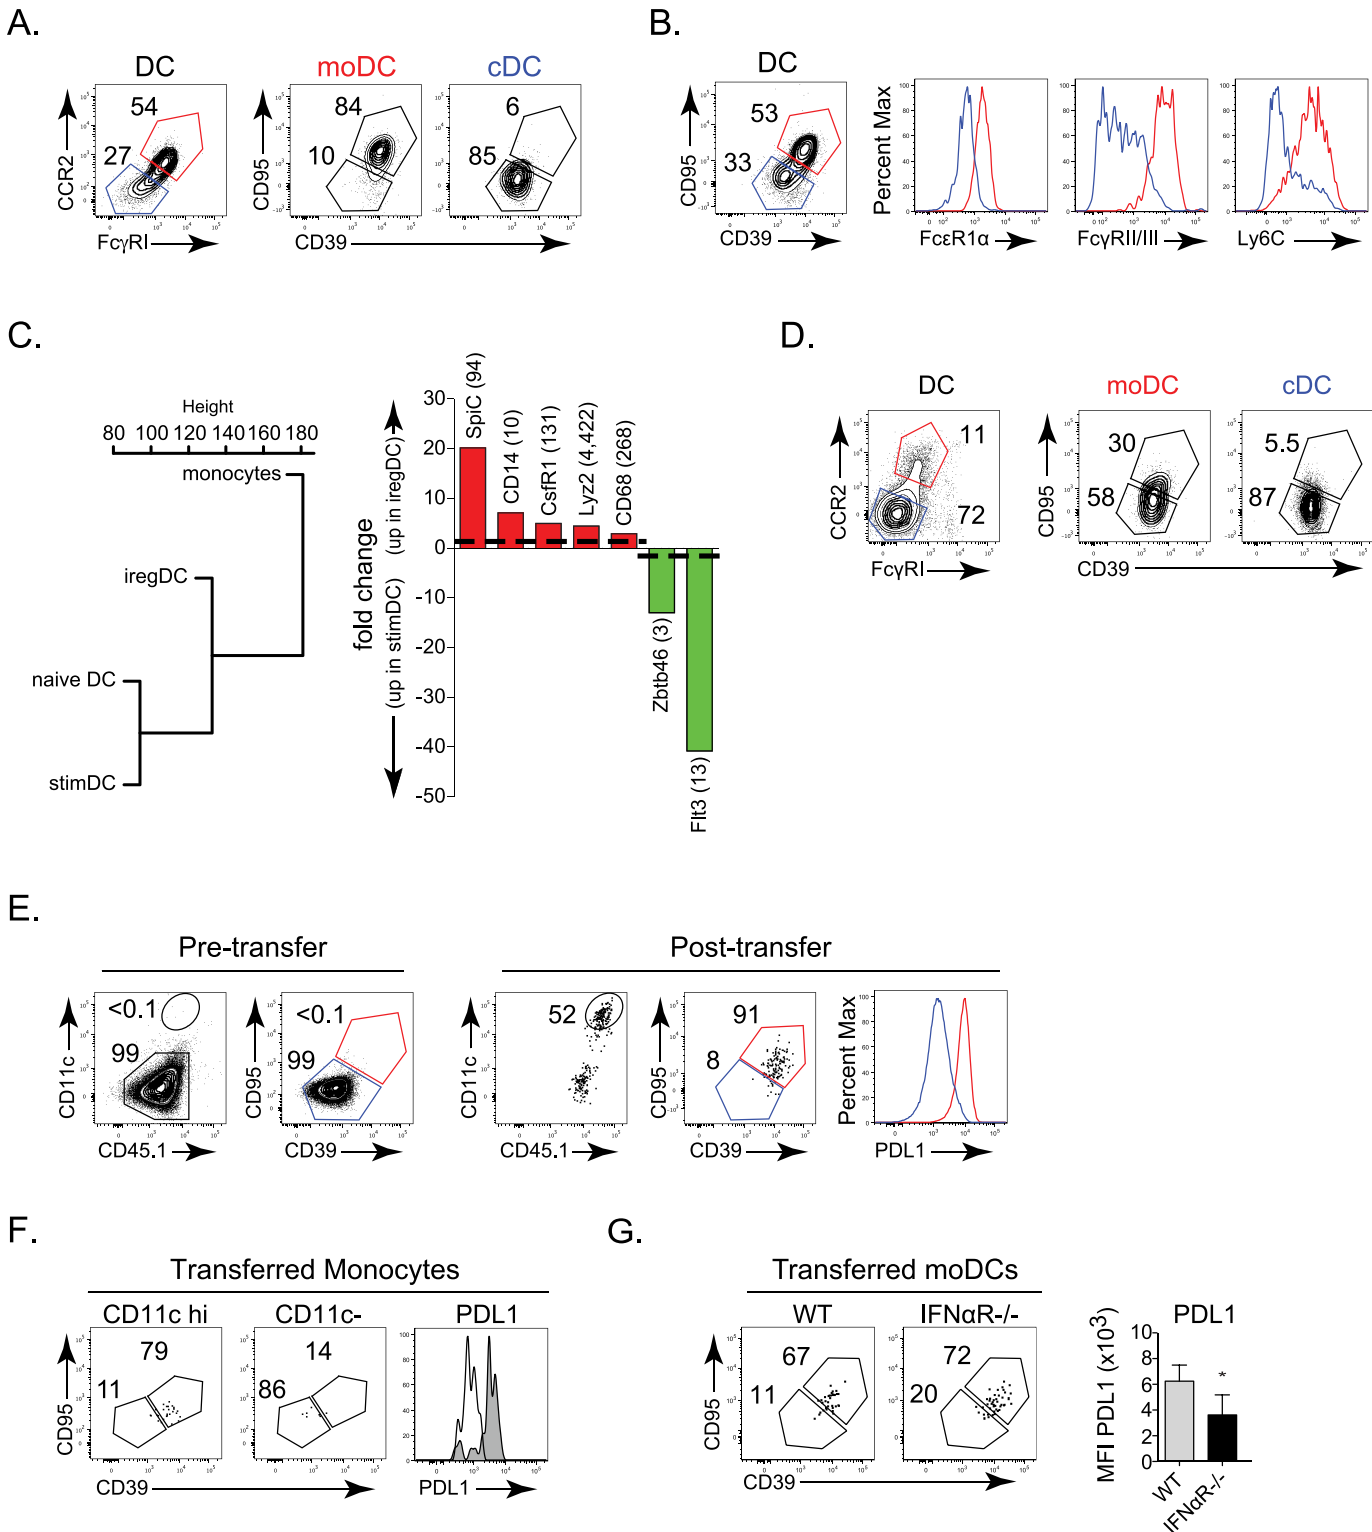 A.
DC
moDC
cDC
54
27
84
10
6
85
CCR2
FcγRI
CD95
CD39
B.
DC
53
33
CD95
CD39
Percent Max
FcεR1α
FcγRII/III
Ly6C
C.
Height
80 100 120 140 160 180
monocytes
iregDC
naive DC
stimDC
fold change
(up in iregDC)
(up in stimDC)
30
20
10
0
-10
-20
-30
-40
-50
SpiC (94)
CD14 (10)
CsfR1 (131)
Lyz2 (4,422)
CD68 (268)
Zbtb46 (3)
Flt3 (13)
D.
DC
moDC
cDC
11
72
30
58
5.5
87
CCR2
FcγRI
CD95
CD39
E.
Pre-transfer
Post-transfer
<0.1
99
CD11c
CD45.1
<0.1
99
CD95
CD39
52
CD11c
CD45.1
91
8
CD95
CD39
Percent Max
PDL1
F.
Transferred Monocytes
CD11c hi
CD11c-
PDL1
79
11
14
86
CD95
CD39
PDL1
G.
Transferred moDCs
WT
IFNαR-/-
67
11
72
20
CD95
CD39
PDL1
MFI PDL1 (x10³)
10
8
6
4
2
0
*
WT
IFNαR-/-